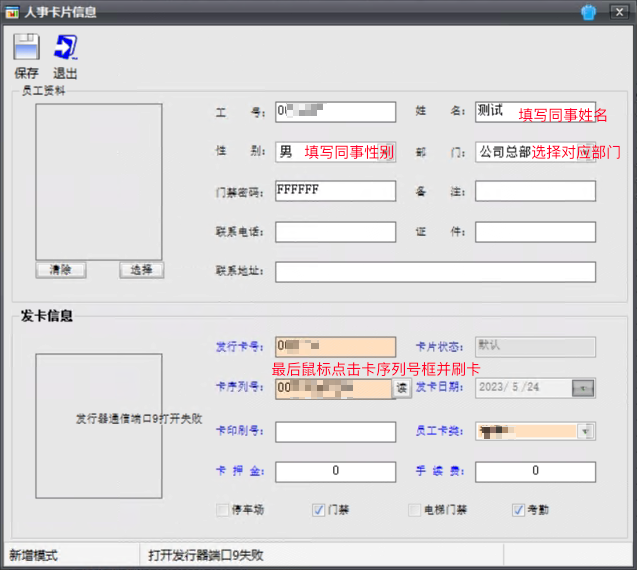 人事卡片信息
保存 退出
员工资料
工 号: 00 姓 名: 测试 填写同事姓名
性 别: 男 填写同事性别 部 门: 公司总部 选择对应部门
门禁密码: FFFFFF 备 注:
联系电话: 证 件:
清除 选择 联系地址:
发卡信息
发行卡号: 00 卡片状态: 默认
最后鼠标点击卡序列号框并刷卡
卡序列号: 00 读 发卡日期: 2023/ 5 /24
发行器通信端口9打开失败
卡印刷号: 员工卡类:
卡 押 金: 0 手 续 费: 0
停车场 门禁 电梯门禁 考勤
新增模式 打开发行器端口9失败